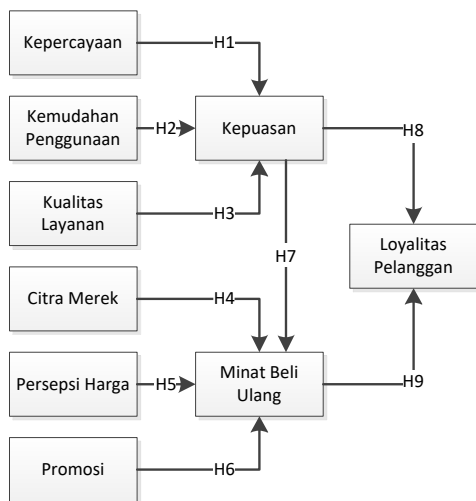 Kepercayaan
H1
Kemudahan
Penggunaan
H2
Kepuasan
H8
Kualitas
Layanan
H3
H7
Loyalitas
Pelanggan
Citra Merek
H4
Persepsi Harga
H5
Minat Beli
Ulang
H9
Promosi
H6